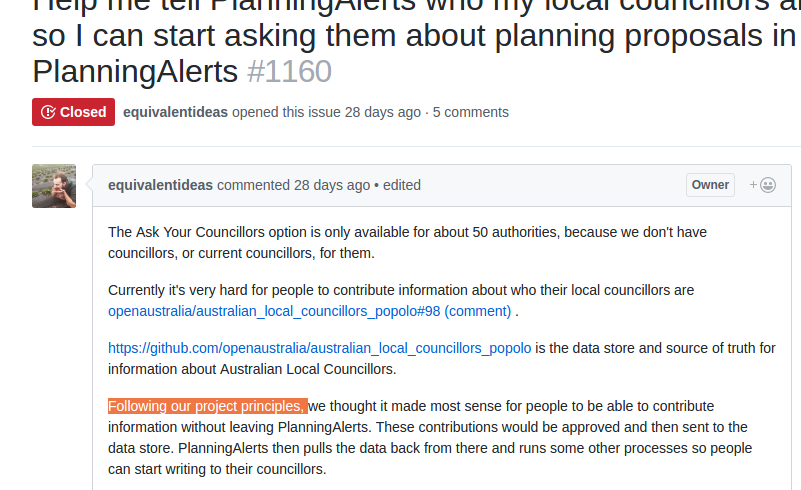 Help me tell PlanningAlerts who my local councillors
so I can start asking them about planning proposals in
PlanningAlerts #1160
Closed equivalentideas opened this issue 28 days ago · 5 comments
equivalentideas commented 28 days ago • edited Owner +
The Ask Your Councillors option is only available for about 50 authorities, because we don't have
councillors, or current councillors, for them.
Currently it's very hard for people to contribute information about who their local councillors are
openaustralia/australian_local_councillors_popolo#98 (comment) .
https://github.com/openaustralia/australian_local_councillors_popolo is the data store and source of truth for
information about Australian Local Councillors.
Following our project principles, we thought it made most sense for people to be able to contribute
information without leaving PlanningAlerts. These contributions would be approved and then sent to the
data store. PlanningAlerts then pulls the data back from there and runs some other processes so people
can start writing to their councillors.